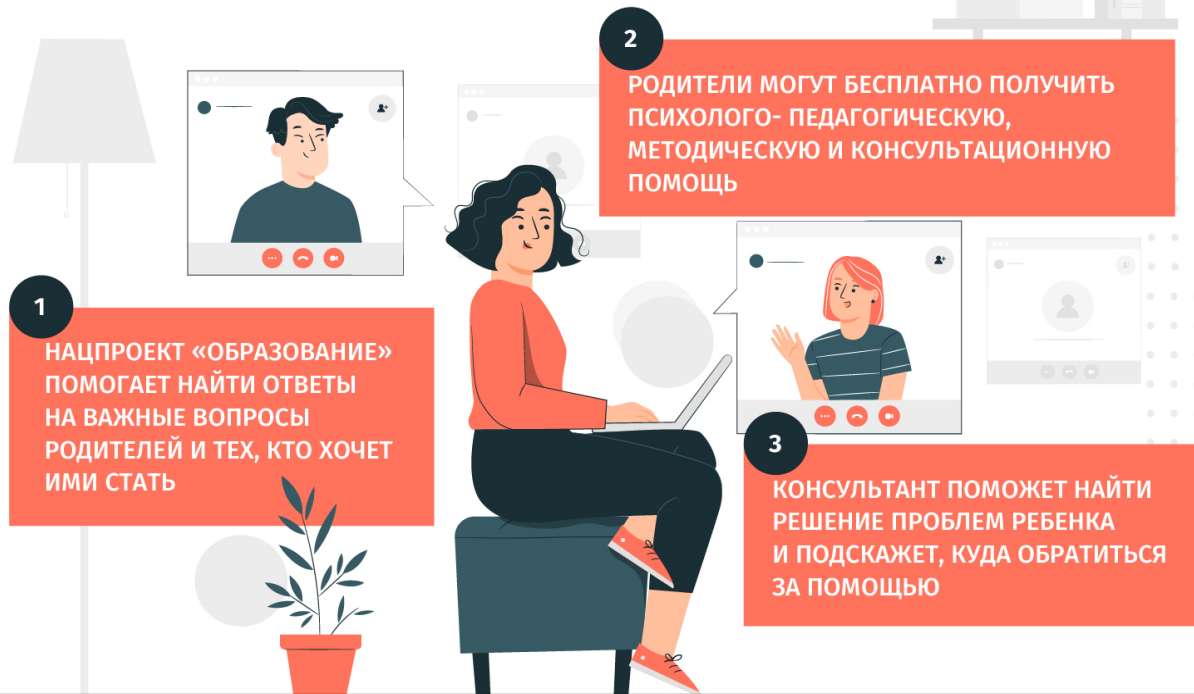 1
НАЦПРОЕКТ «ОБРАЗОВАНИЕ»
ПОМОГАЕТ НАЙТИ ОТВЕТЫ
НА ВАЖНЫЕ ВОПРОСЫ
РОДИТЕЛЕЙ И ТЕХ, КТО ХОЧЕТ
ИМИ СТАТЬ
2
РОДИТЕЛИ МОГУТ БЕСПЛАТНО ПОЛУЧИТЬ
ПСИХОЛОГО- ПЕДАГОГИЧЕСКУЮ,
МЕТОДИЧЕСКУЮ И КОНСУЛЬТАЦИОННУЮ
ПОМОЩЬ
3
КОНСУЛЬТАНТ ПОМОЖЕТ НАЙТИ
РЕШЕНИЕ ПРОБЛЕМ РЕБЕНКА
И ПОДСКАЖЕТ, КУДА ОБРАТИТЬСЯ
ЗА ПОМОЩЬЮ